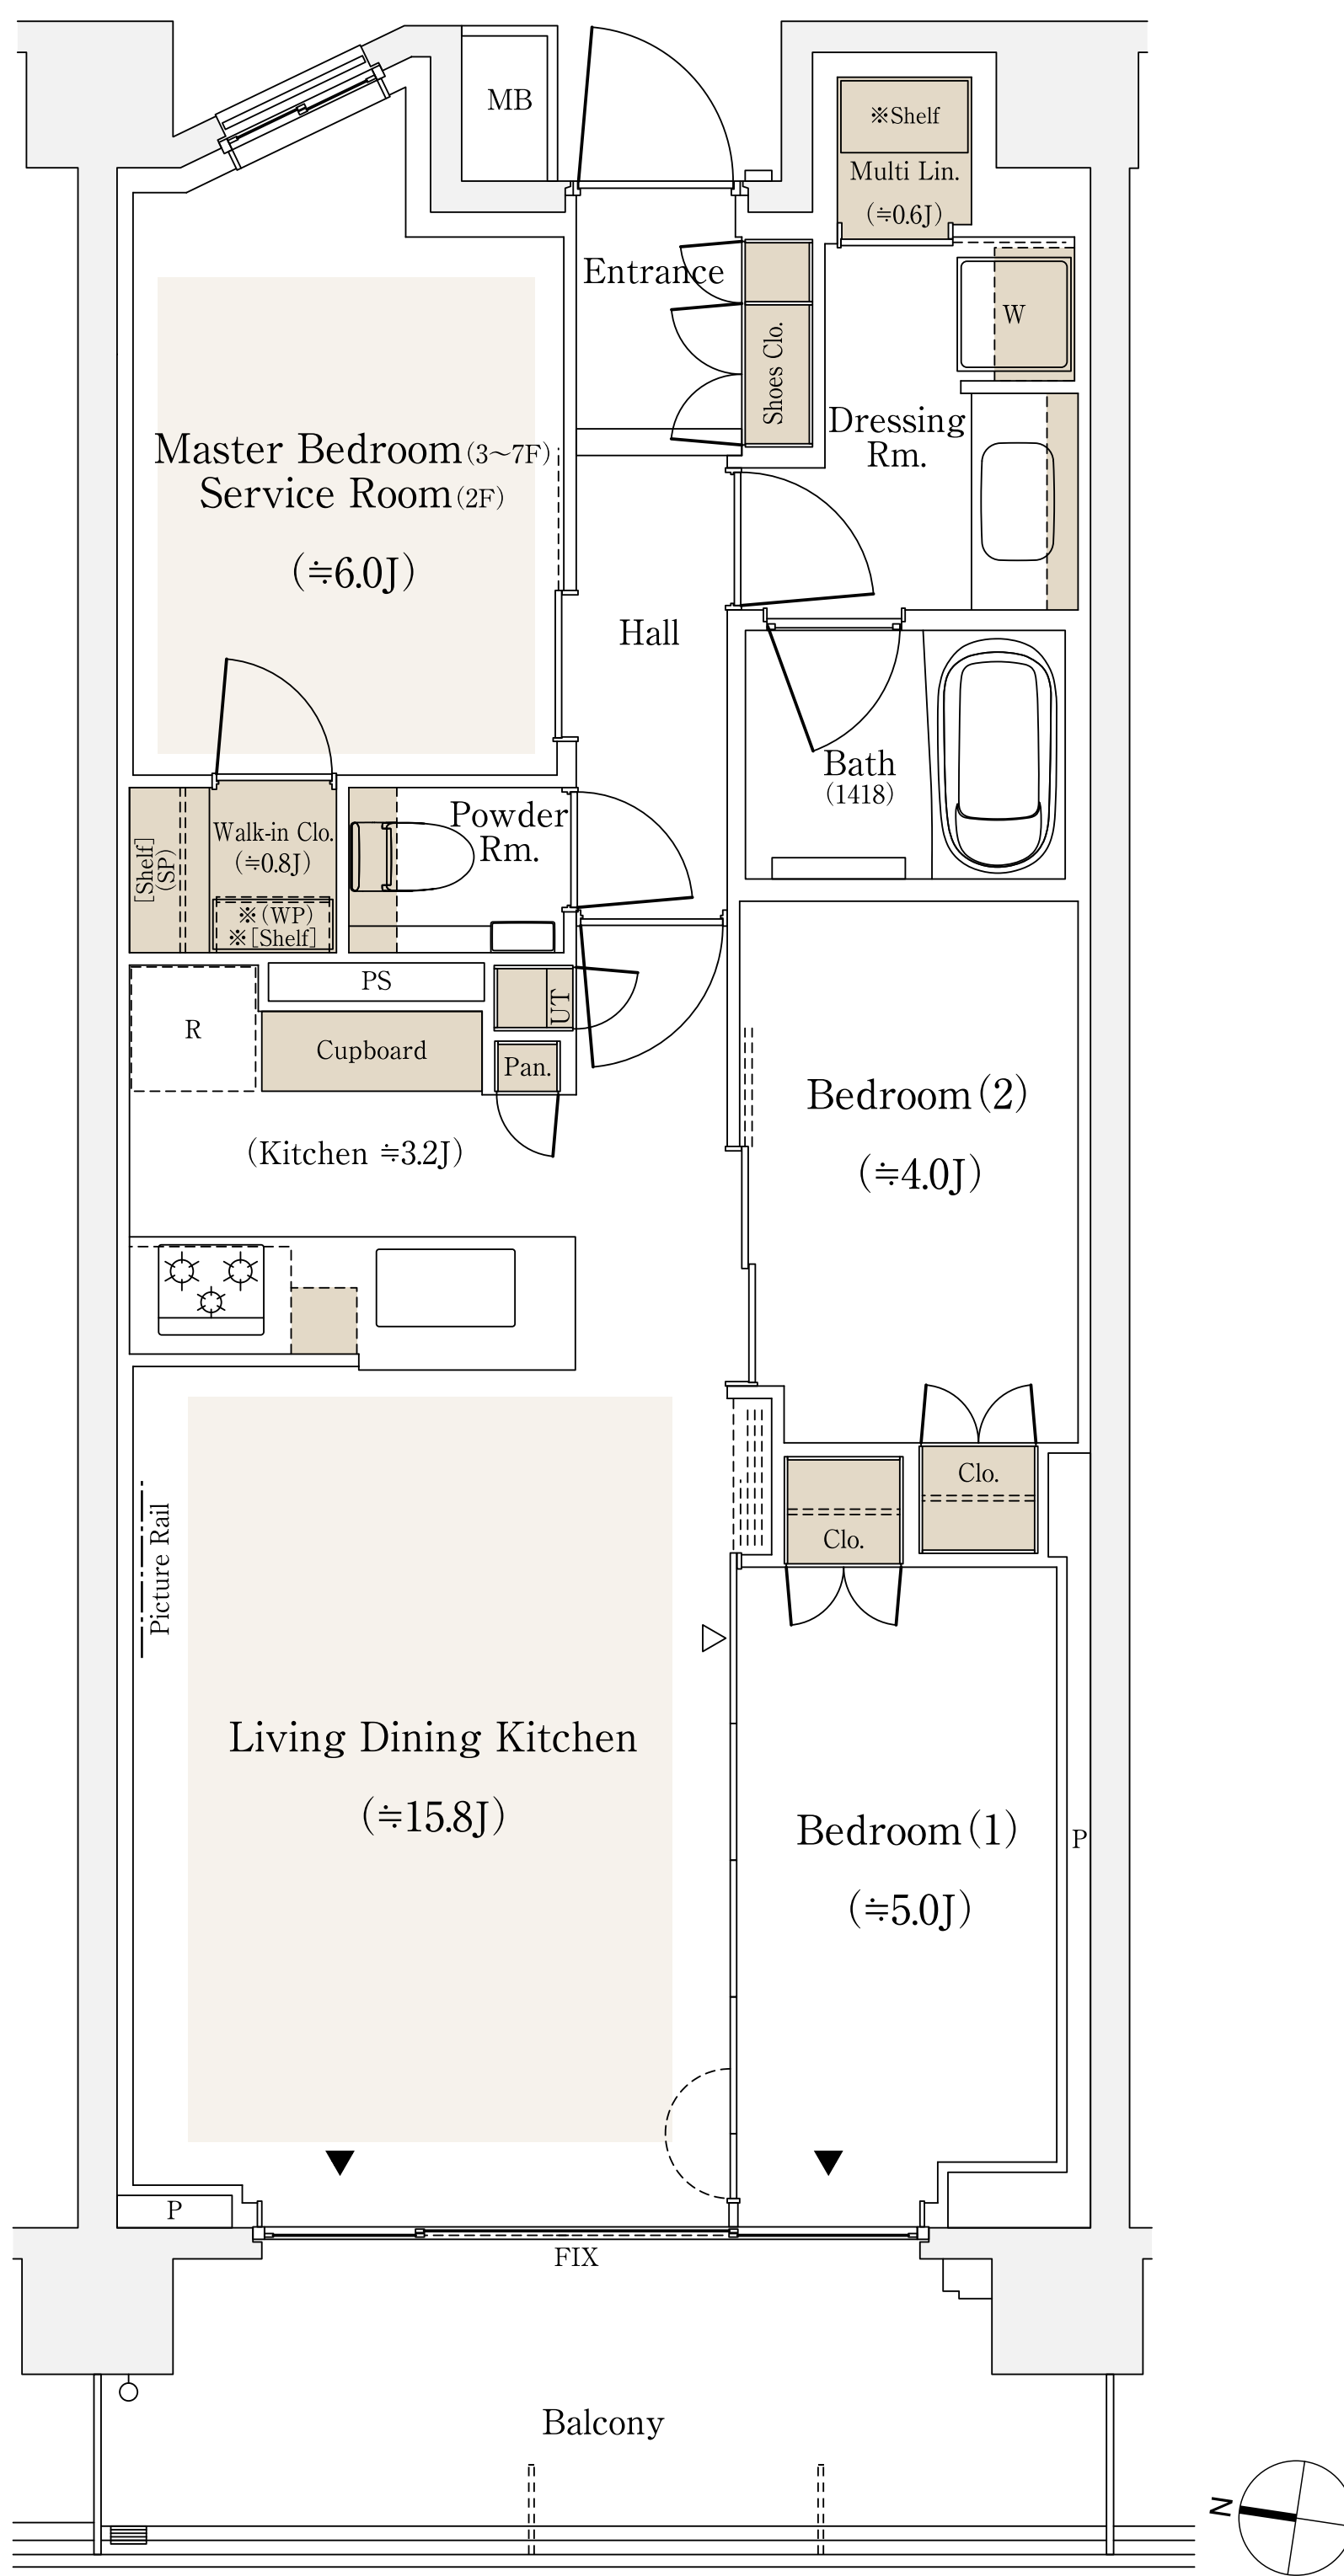 MB
※Shelf
Multi Lin.
(≒0.6J)
Entrance
W
Shoes Clo.
Dressing
Rm.
Master Bedroom(3～7F)
Service Room(2F)
(≒6.0J)
Hall
Bath
(1418)
Powder
Rm.
Walk-in Clo.
(≒0.8J)
[Shelf]
(SP)
※(WP)
※[Shelf]
PS
UT
R
Cupboard
Pan.
Bedroom(2)
(≒4.0J)
(Kitchen ≒3.2J)
Clo.
Clo.
Picture Rail
Living Dining Kitchen
(≒15.8J)
Bedroom(1)
(≒5.0J)
P
P
FIX
Balcony
N